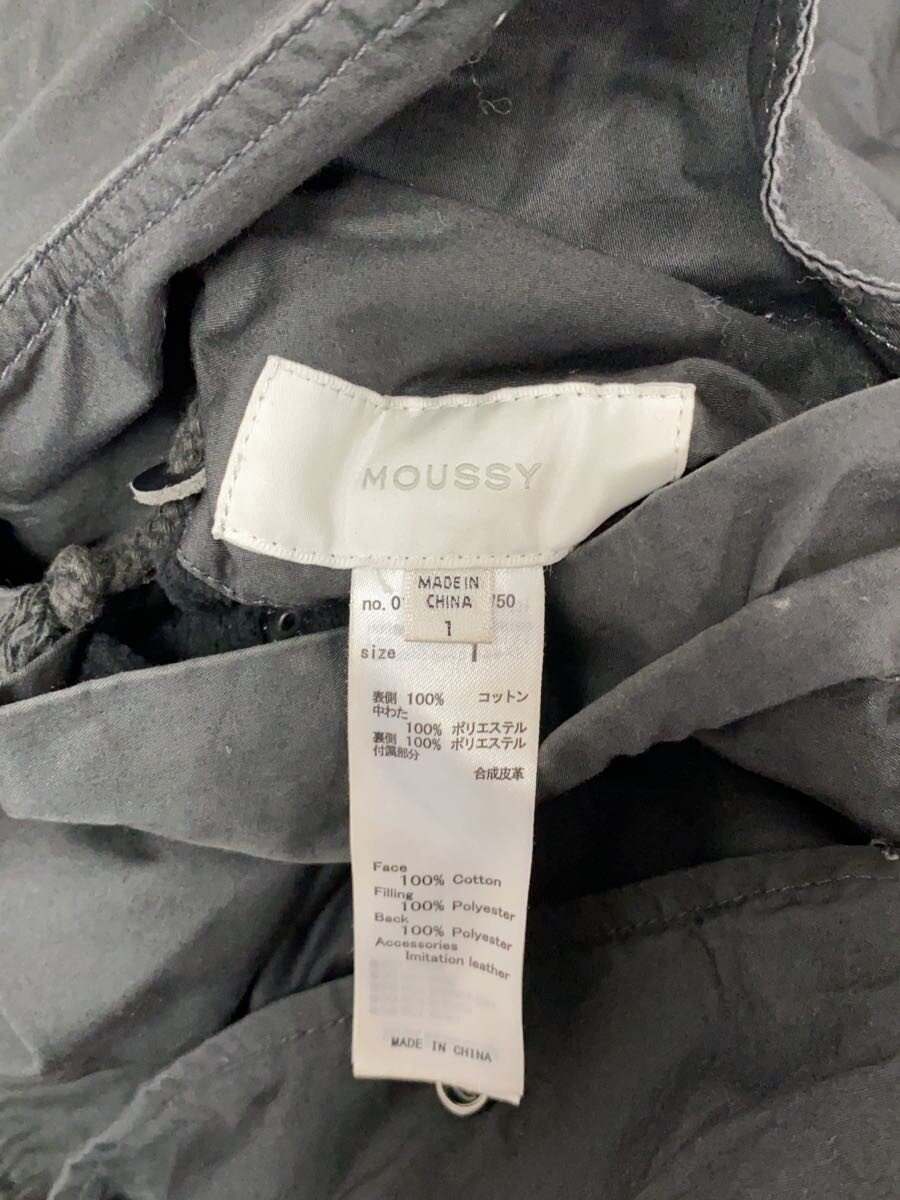 MOUSSY
MADE IN
CHINA
1
no. 0 750
size 1
表側 100% コットン
中わた
100% ポリエステル
裏側 100% ポリエステル
付属部分
合成皮革
Face
100% Cotton
Filling
100% Polyester
Back
100% Polyester
Accessories
Imitation leather
MADE IN CHINA